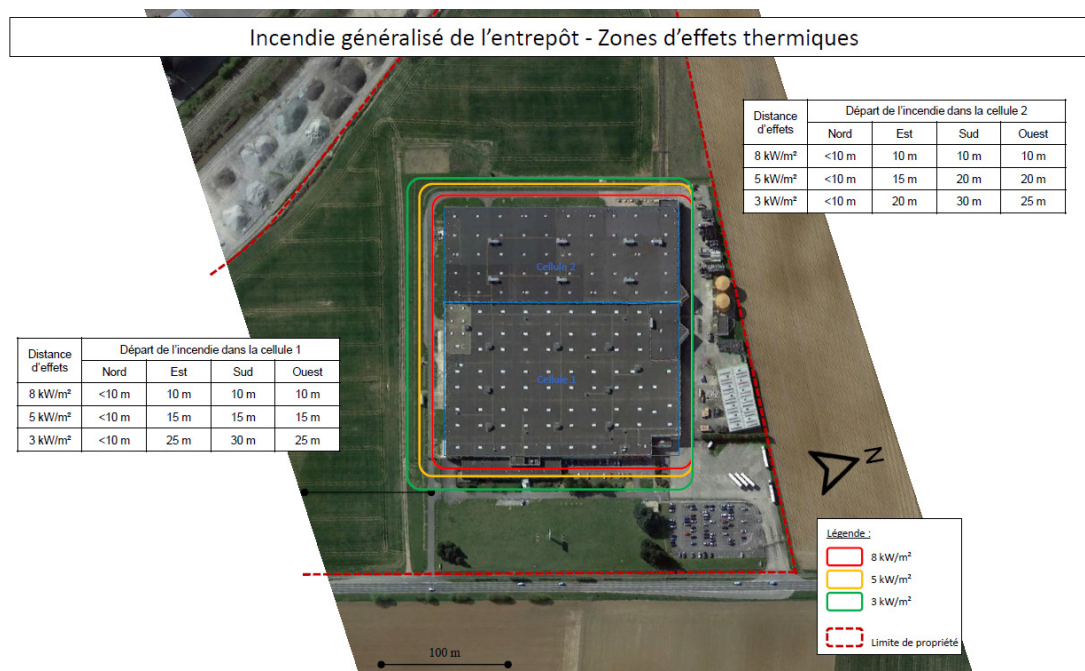 Incendie généralisé de l'entrepôt - Zones d'effets thermiques
Distance d'effets Départ de l'incendie dans la cellule 2
Nord Est Sud Ouest
8 kW/m² <10 m 10 m 10 m 10 m
5 kW/m² <10 m 15 m 20 m 20 m
3 kW/m² <10 m 20 m 30 m 25 m
Cellule 2
Distance d'effets Départ de l'incendie dans la cellule 1
Nord Est Sud Ouest
8 kW/m² <10 m 10 m 10 m 10 m
5 kW/m² <10 m 15 m 15 m 15 m
3 kW/m² <10 m 25 m 30 m 25 m
Cellule 1
N
Légende :
8 kW/m²
5 kW/m²
3 kW/m²
Limite de propriété
100 m